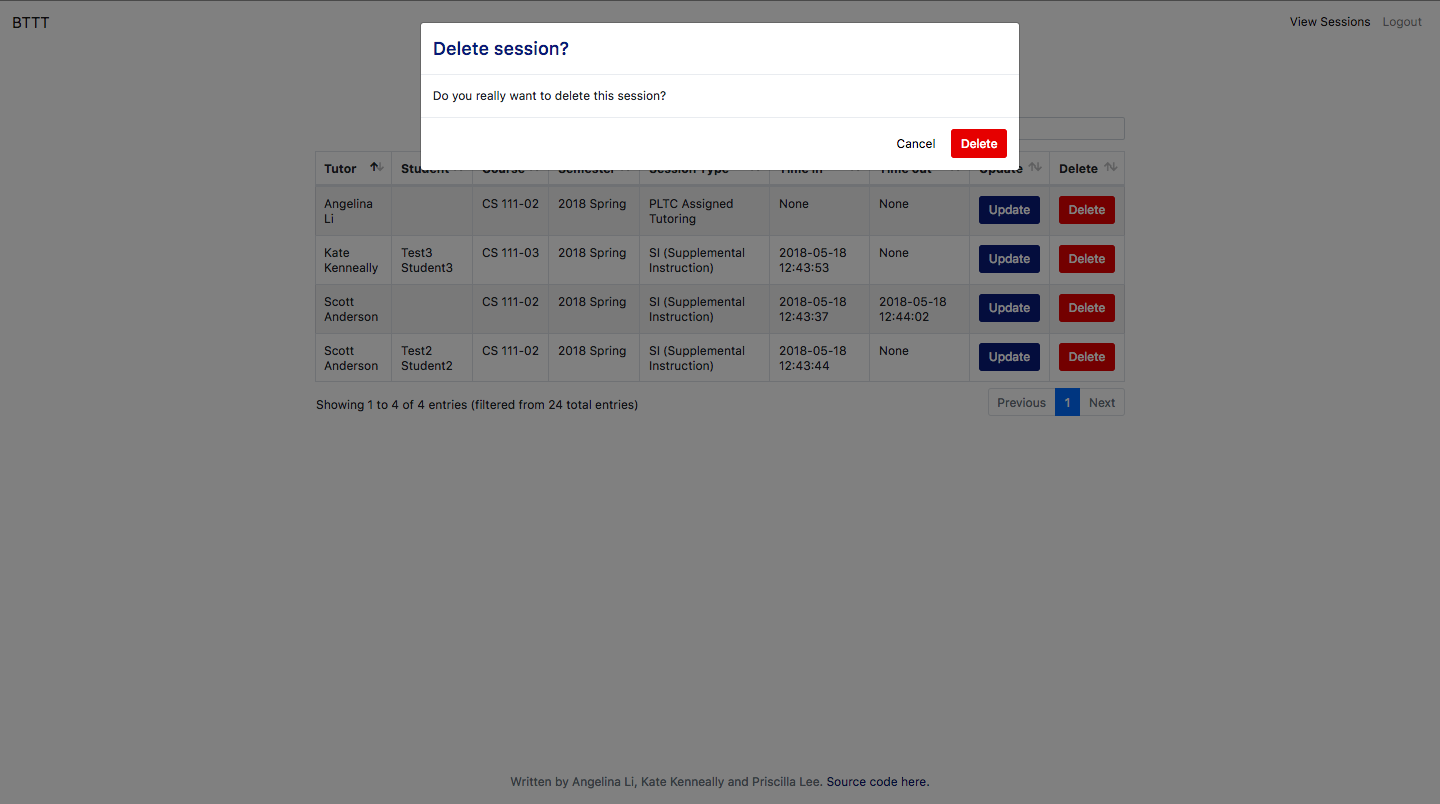 BTTT
View Sessions Logout
Delete session?
Do you really want to delete this session?
Cancel Delete
Tutor Student Course Semester Session Type Time in Time out Update Delete
Angelina CS 111-02 2018 Spring PLTC Assigned None None Update Delete
Li Tutoring
Kate Test3 CS 111-03 2018 Spring SI (Supplemental 2018-05-18 None Update Delete
Kenneally Student3 Instruction) 12:43:53
Scott CS 111-02 2018 Spring SI (Supplemental 2018-05-18 2018-05-18 Update Delete
Anderson Instruction) 12:43:37 12:44:02
Scott Test2 CS 111-02 2018 Spring SI (Supplemental 2018-05-18 None Update Delete
Anderson Student2 Instruction) 12:43:44
Showing 1 to 4 of 4 entries (filtered from 24 total entries) Previous 1 Next
Written by Angelina Li, Kate Kenneally and Priscilla Lee. Source code here.